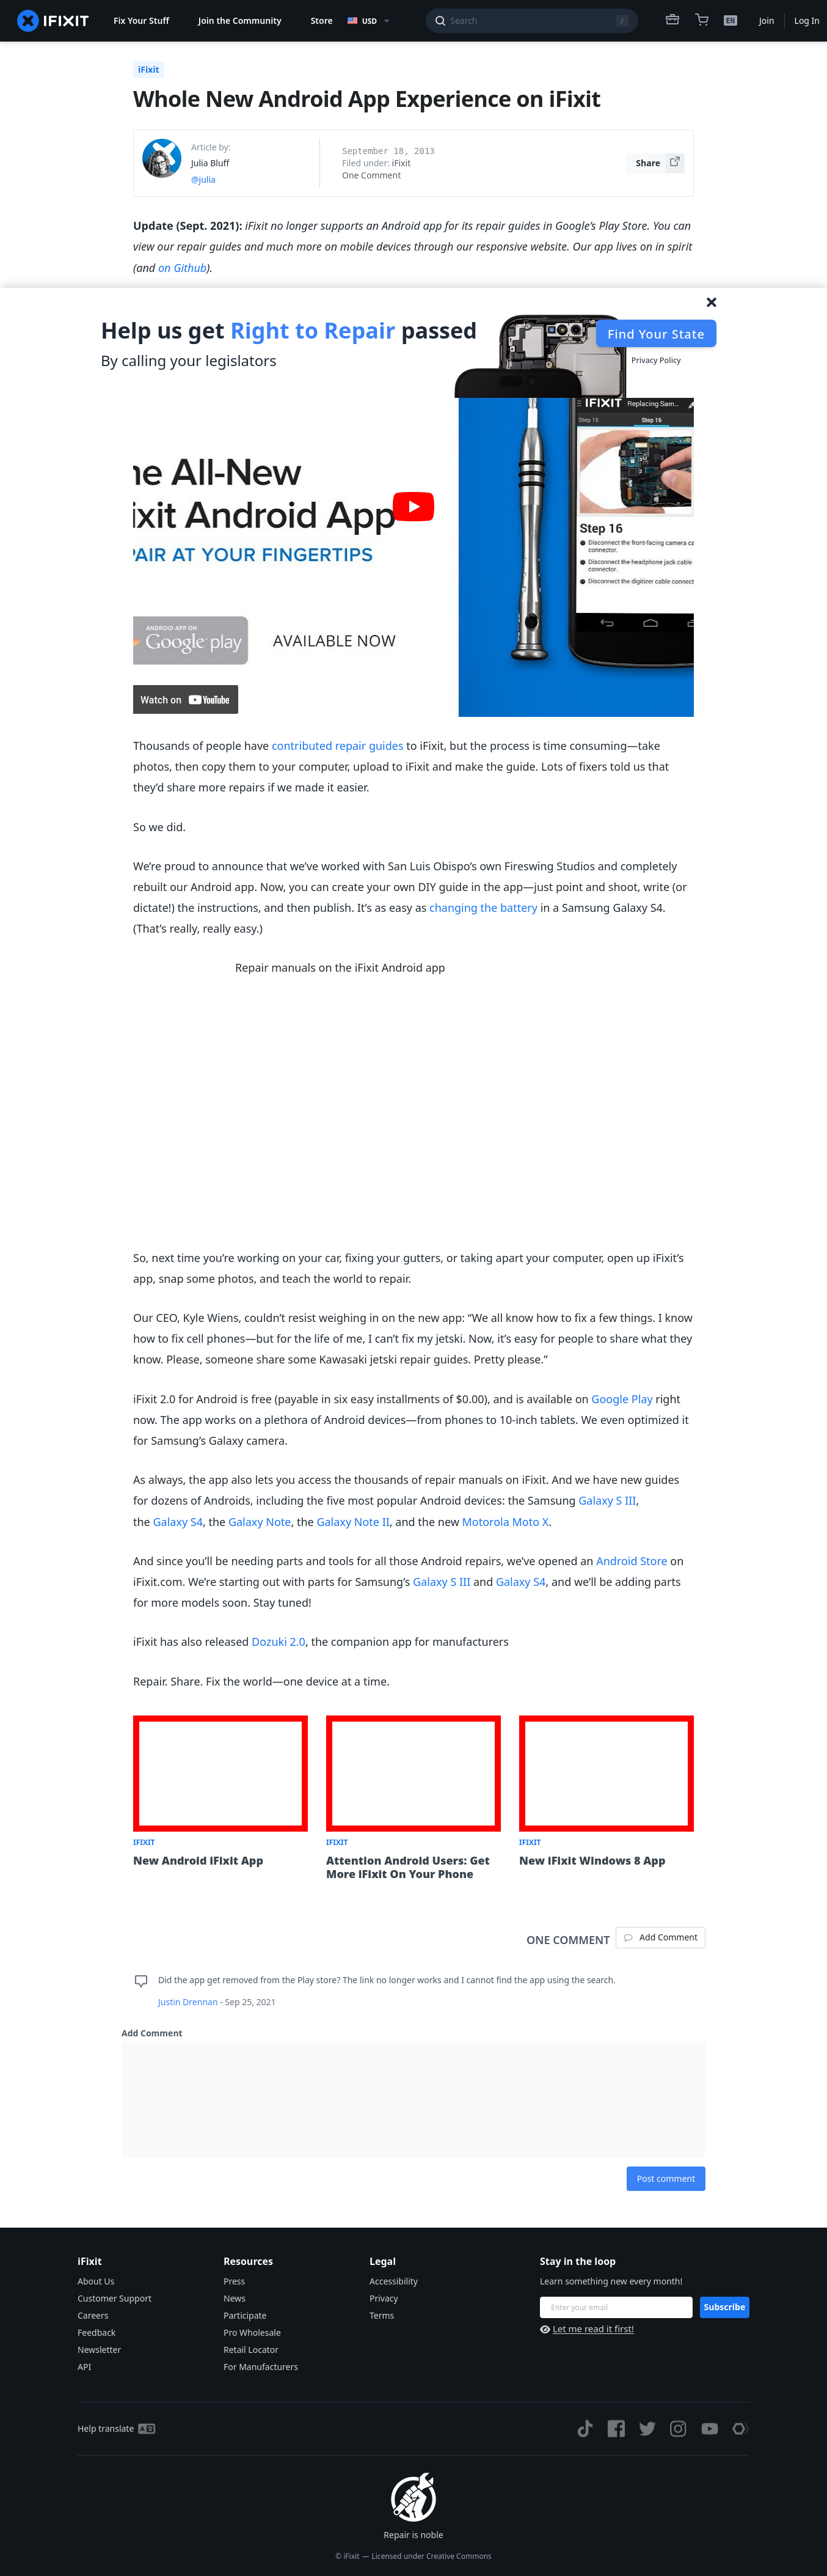 IFIXIT
Fix Your Stuff
Join the Community
Store
USD
Search
/
EN
Join
Log In
iFixit
Whole New Android App Experience on iFixit
Article by:
Julia Bluff
@julia
September 18, 2013
Filed under: iFixit
One Comment
Share
Update (Sept. 2021): iFixit no longer supports an Android app for its repair guides in Google’s Play Store. You can
view our repair guides and much more on mobile devices through our responsive website. Our app lives on in spirit
(and on Github).
Help us get Right to Repair passed
By calling your legislators
Find Your State
Privacy Policy
ne All-New
Fixit Android App
PAIR AT YOUR FINGERTIPS
ANDROID APP ON
Google play
AVAILABLE NOW
Watch on YouTube
IFIXIT Replacing Sam...
Step 15
Step 16
Step 16
Disconnect the front-facing camera ca
connector.
Disconnect the headphone jack cable
connector.
Disconnect the digitizer cable connect
Thousands of people have contributed repair guides to iFixit, but the process is time consuming—take
photos, then copy them to your computer, upload to iFixit and make the guide. Lots of fixers told us that
they’d share more repairs if we made it easier.
So we did.
We’re proud to announce that we’ve worked with San Luis Obispo’s own Fireswing Studios and completely
rebuilt our Android app. Now, you can create your own DIY guide in the app—just point and shoot, write (or
dictate!) the instructions, and then publish. It’s as easy as changing the battery in a Samsung Galaxy S4.
(That’s really, really easy.)
Repair manuals on the iFixit Android app
So, next time you’re working on your car, fixing your gutters, or taking apart your computer, open up iFixit’s
app, snap some photos, and teach the world to repair.
Our CEO, Kyle Wiens, couldn’t resist weighing in on the new app: “We all know how to fix a few things. I know
how to fix cell phones—but for the life of me, I can’t fix my jetski. Now, it’s easy for people to share what they
know. Please, someone share some Kawasaki jetski repair guides. Pretty please.”
iFixit 2.0 for Android is free (payable in six easy installments of $0.00), and is available on Google Play right
now. The app works on a plethora of Android devices—from phones to 10-inch tablets. We even optimized it
for Samsung’s Galaxy camera.
As always, the app also lets you access the thousands of repair manuals on iFixit. And we have new guides
for dozens of Androids, including the five most popular Android devices: the Samsung Galaxy S III,
the Galaxy S4, the Galaxy Note, the Galaxy Note II, and the new Motorola Moto X.
And since you’ll be needing parts and tools for all those Android repairs, we’ve opened an Android Store on
iFixit.com. We’re starting out with parts for Samsung’s Galaxy S III and Galaxy S4, and we’ll be adding parts
for more models soon. Stay tuned!
iFixit has also released Dozuki 2.0, the companion app for manufacturers
Repair. Share. Fix the world—one device at a time.
IFIXIT
New Android iFixit App
IFIXIT
Attention Android Users: Get
More iFixit On Your Phone
IFIXIT
New iFixit Windows 8 App
ONE COMMENT
Add Comment
Did the app get removed from the Play store? The link no longer works and I cannot find the app using the search.
Justin Drennan - Sep 25, 2021
Add Comment
Post comment
iFixit
About Us
Customer Support
Careers
Feedback
Newsletter
API
Resources
Press
News
Participate
Pro Wholesale
Retail Locator
For Manufacturers
Legal
Accessibility
Privacy
Terms
Stay in the loop
Learn something new every month!
Enter your email
Subscribe
Let me read it first!
Help translate
Repair is noble
© iFixit — Licensed under Creative Commons